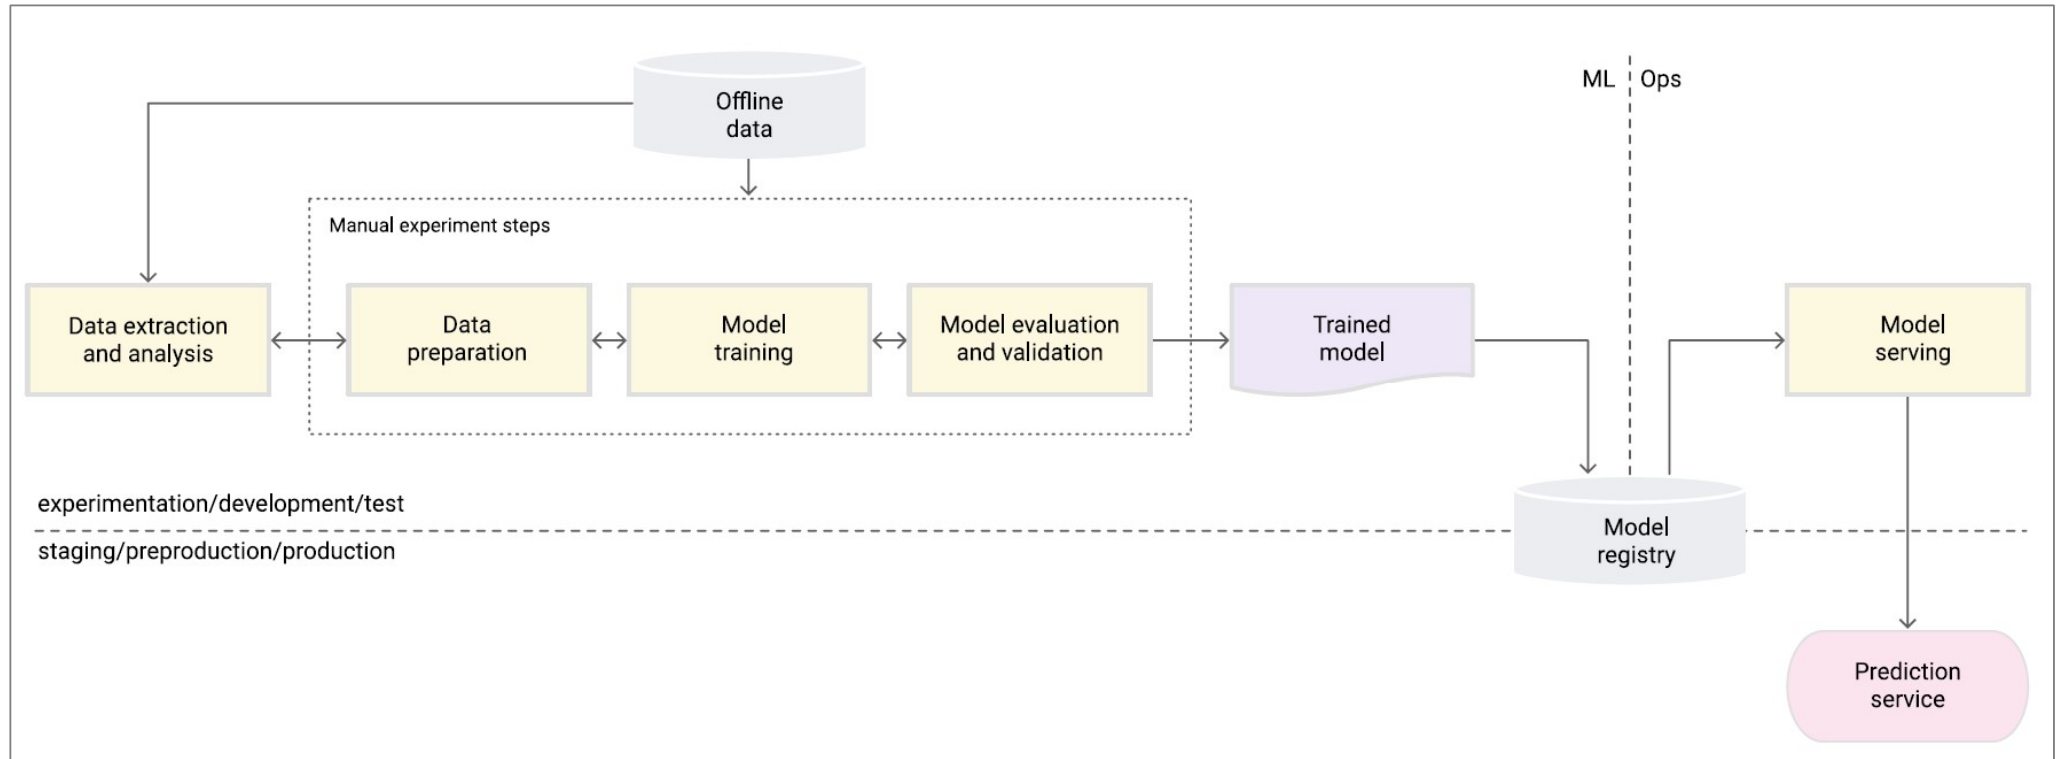 Offline
data
ML
Ops
Manual experiment steps
Data extraction
and analysis
Data
preparation
Model
training
Model evaluation
and validation
Trained
model
Model
serving
experimentation/development/test
staging/preproduction/production
Model
registry
Prediction
service